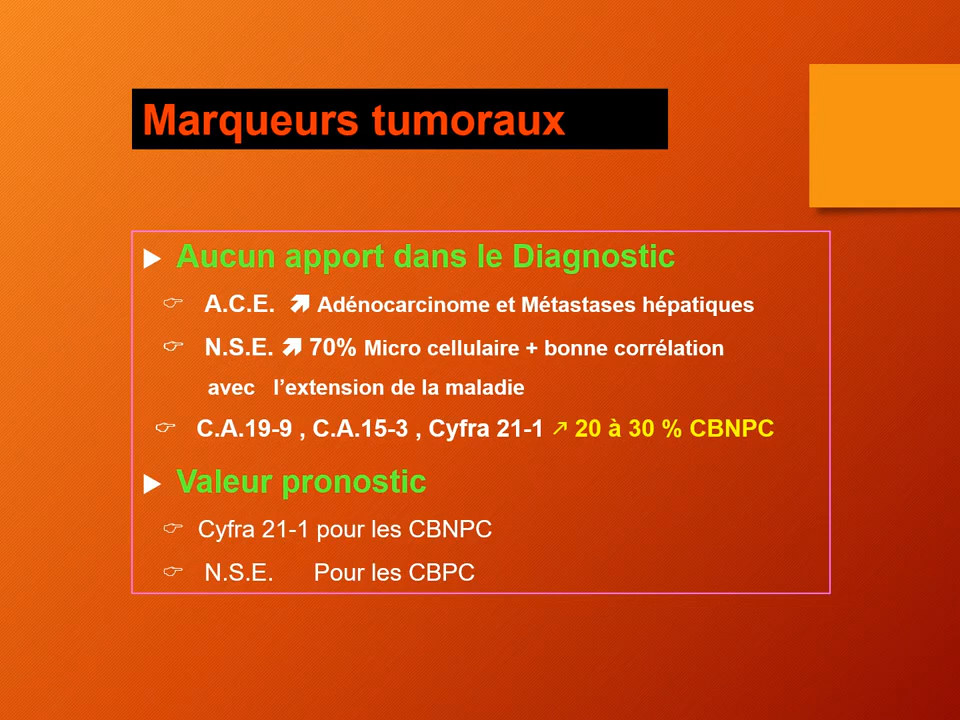 Marqueurs tumoraux
Aucun apport dans le Diagnostic
A.C.E. 🡽 Adénocarcinome et Métastases hépatiques
N.S.E. 🡽 70% Micro cellulaire + bonne corrélation
avec l’extension de la maladie
C.A.19-9 , C.A.15-3 , Cyfra 21-1 ↗ 20 à 30 % CBNPC
Valeur pronostic
Cyfra 21-1 pour les CBNPC
N.S.E. Pour les CBPC